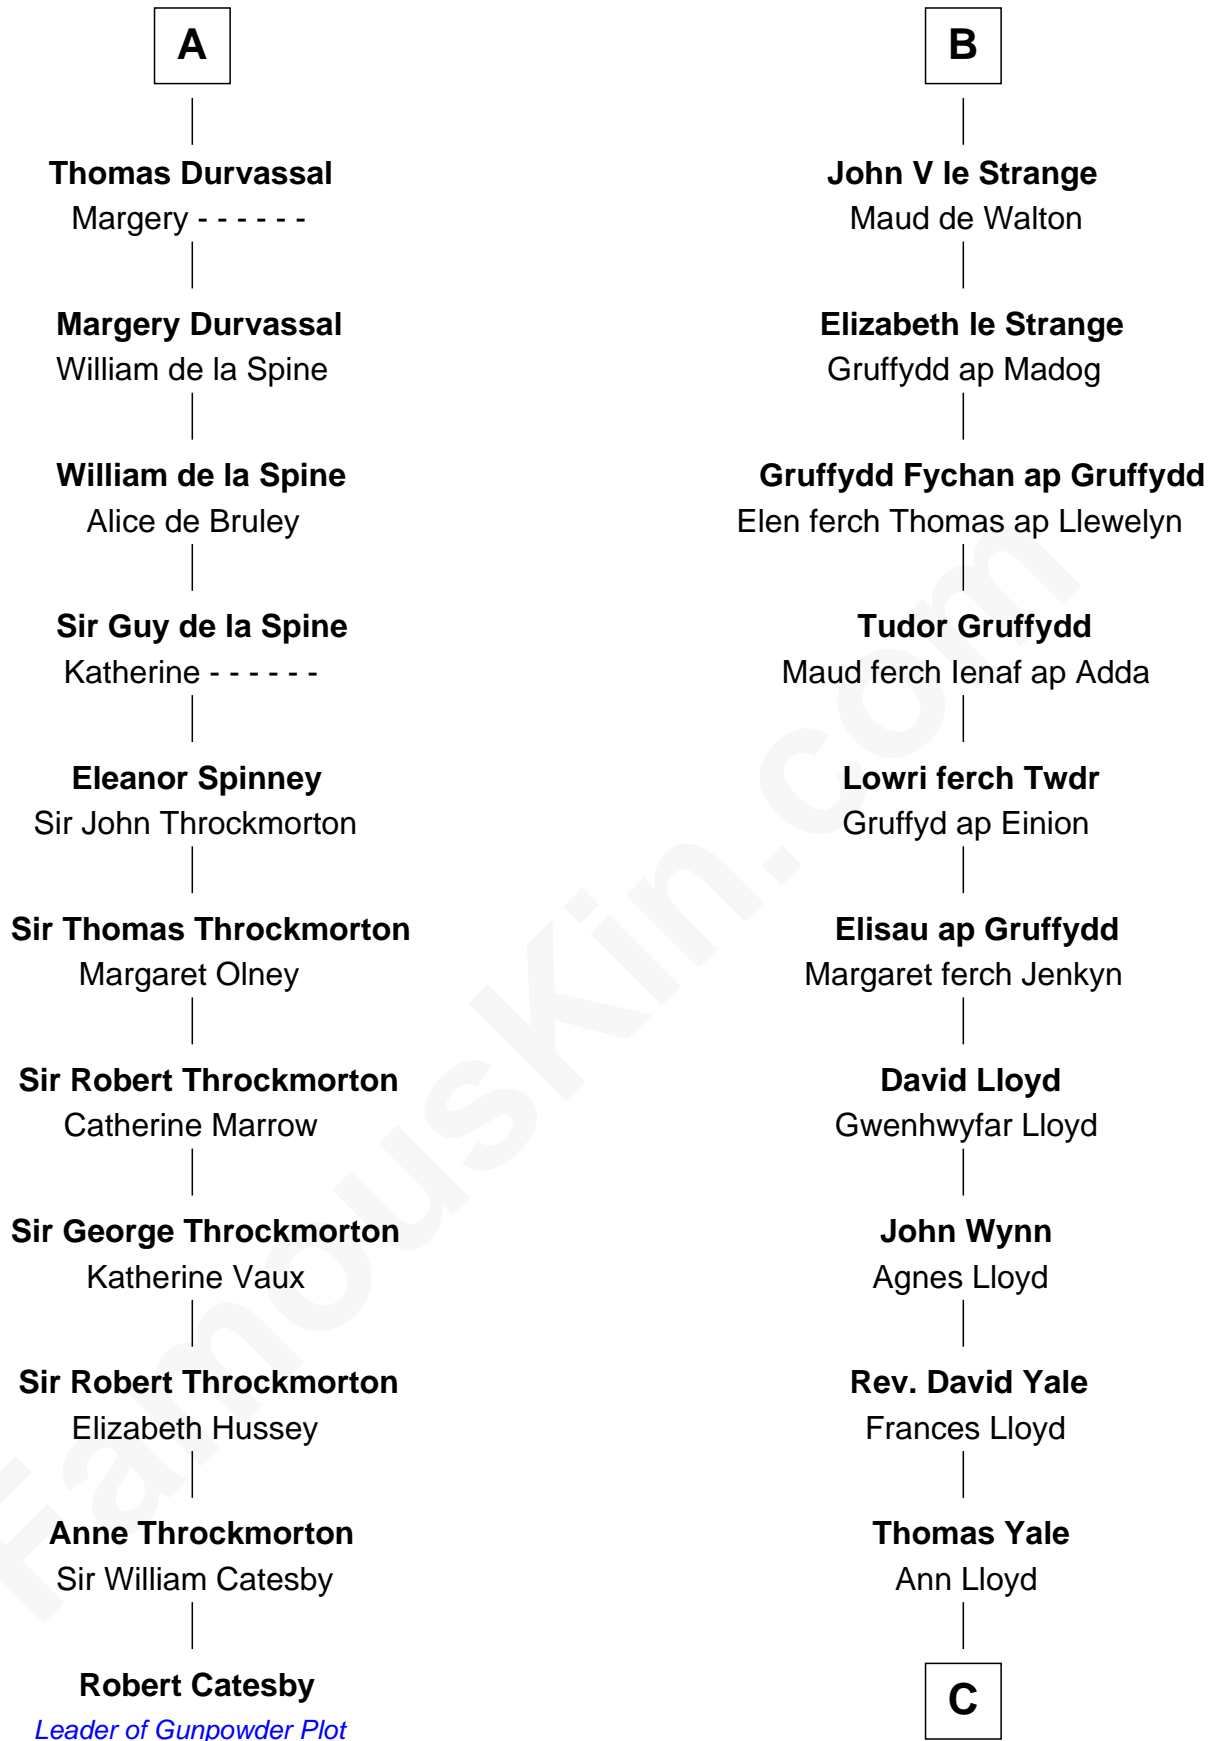 A
Thomas Durvassal
Margery - - - - - -
Margery Durvassal
William de la Spine
William de la Spine
Alice de Bruley
Sir Guy de la Spine
Katherine - - - - - -
Eleanor Spinney
Sir John Throckmorton
Sir Thomas Throckmorton
Margaret Olney
Sir Robert Throckmorton
Catherine Marrow
Sir George Throckmorton
Katherine Vaux
Sir Robert Throckmorton
Elizabeth Hussey
Anne Throckmorton
Sir William Catesby
Robert Catesby
Leader of Gunpowder Plot
B
John V le Strange
Maud de Walton
Elizabeth le Strange
Gruffydd ap Madog
Gruffydd Fychan ap Gruffydd
Elen ferch Thomas ap Llewelyn
Tudor Gruffydd
Maud ferch Ienaf ap Adda
Lowri ferch Twdr
Gruffyd ap Einion
Elisau ap Gruffydd
Margaret ferch Jenkyn
David Lloyd
Gwenhwyfar Lloyd
John Wynn
Agnes Lloyd
Rev. David Yale
Frances Lloyd
Thomas Yale
Ann Lloyd
C
FamousKin.com